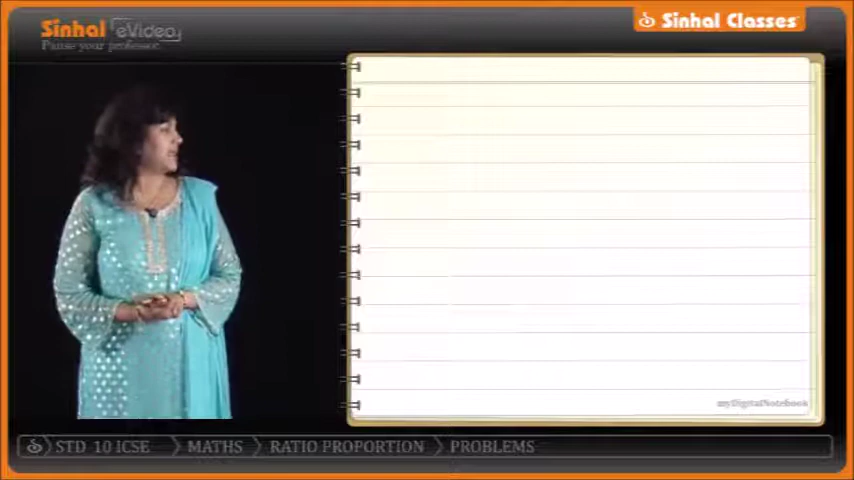 Sinhal eVideo
Pause your professor.
Sinhal Classes
myDigitalNotebook
STD 10 ICSE
MATHS
RATIO PROPORTION
PROBLEMS